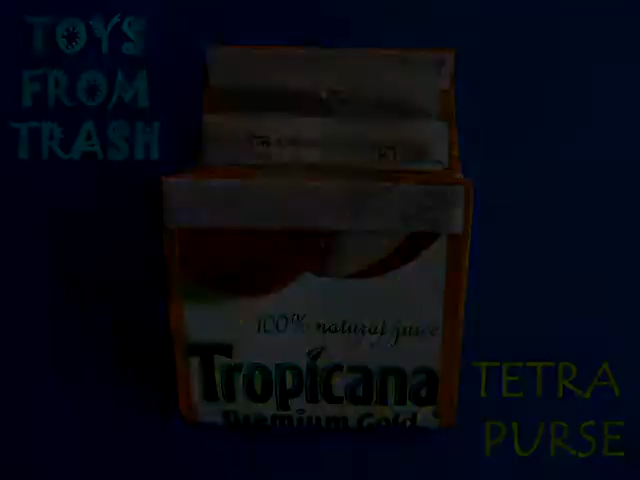 TOYS
FROM
TRASH
100% natural juice
Tropicana
Premium Gold
TETRA
PURSE